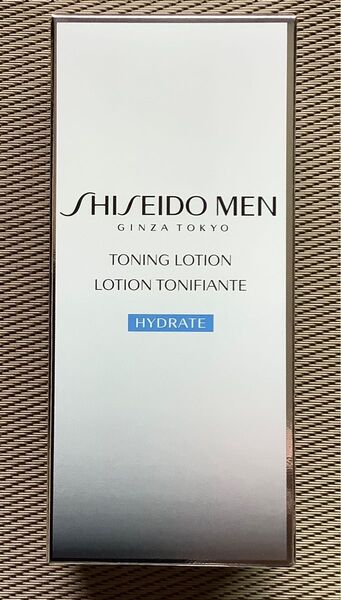 SHISEIDO MEN
GINZA TOKYO
TONING LOTION
LOTION TONIFIANTE
HYDRATE